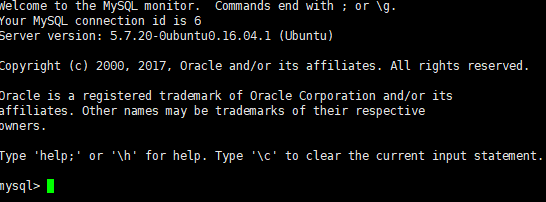 Welcome to the MySQL monitor.  Commands end with ; or \g.
Your MySQL connection id is 6
Server version: 5.7.20-0ubuntu0.16.04.1 (Ubuntu)
Copyright (c) 2000, 2017, Oracle and/or its affiliates. All rights reserved.
Oracle is a registered trademark of Oracle Corporation and/or its
affiliates. Other names may be trademarks of their respective
owners.
Type 'help;' or '\h' for help. Type '\c' to clear the current input statement.
mysql>